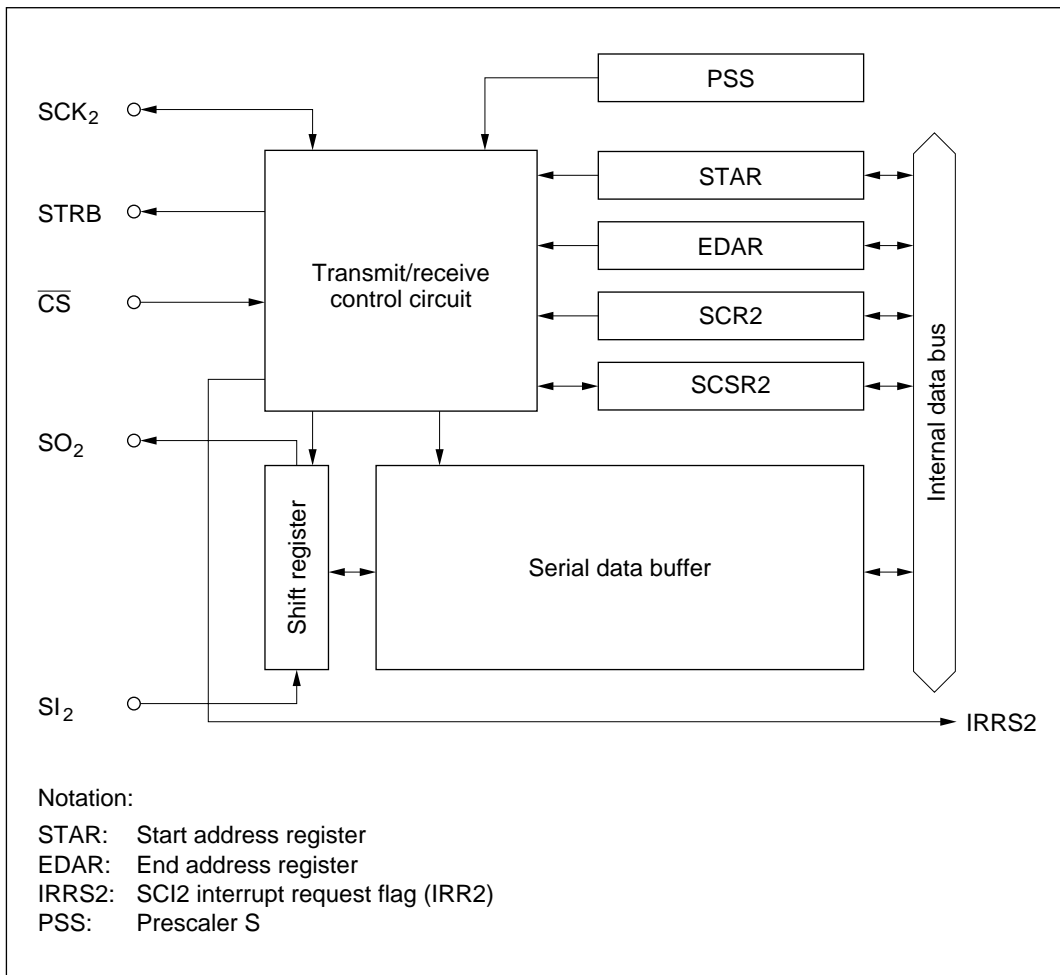 PSS
SCK2
STAR
STRB
EDAR
Transmit/receive
control circuit
CS
SCR2
SCSR2
SO2
Internal data bus
Shift register
Serial data buffer
SI2
IRRS2
Notation:
STAR: Start address register
EDAR: End address register
IRRS2: SCI2 interrupt request flag (IRR2)
PSS: Prescaler S